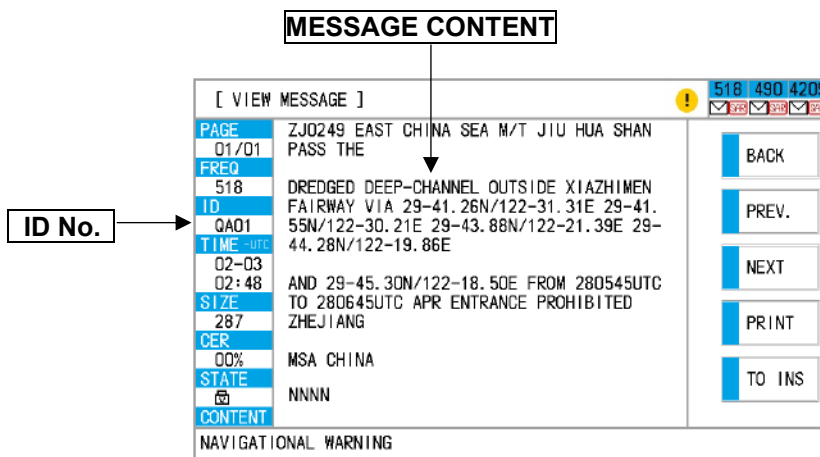 MESSAGE CONTENT
[ VIEW MESSAGE ]
!
518 490 4209
SAR SAR
PAGE
01/01
FREQ
518
ID
QA01
TIME -UTC
02-03
02:48
SIZE
287
CER
00%
STATE
CONTENT
ID No.
ZJ0249 EAST CHINA SEA M/T JIU HUA SHAN
PASS THE
DREDGED DEEP-CHANNEL OUTSIDE XIAZHIMEN
FAIRWAY VIA 29-41.26N/122-31.31E 29-41.
55N/122-30.21E 29-43.88N/122-21.39E 29-
44.28N/122-19.86E
AND 29-45.30N/122-18.50E FROM 280545UTC
TO 280645UTC APR ENTRANCE PROHIBITED
ZHEJIANG
MSA CHINA
NNNN
BACK
PREV.
NEXT
PRINT
TO INS
NAVIGATIONAL WARNING